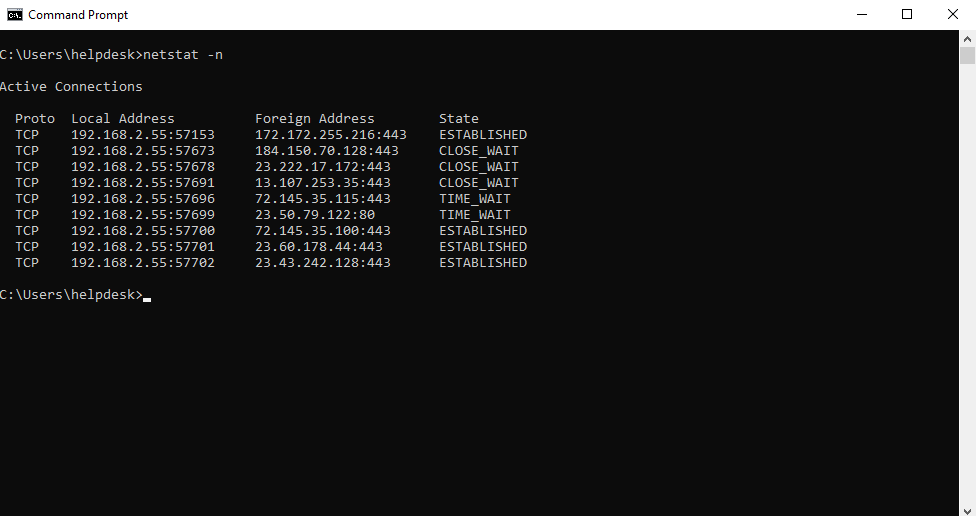 Command Prompt
C:\Users\helpdesk>netstat -n
Active Connections
Proto  Local Address          Foreign Address        State
TCP    192.168.2.55:57153     172.172.255.216:443    ESTABLISHED
TCP    192.168.2.55:57673     184.150.70.128:443     CLOSE_WAIT
TCP    192.168.2.55:57678     23.222.17.172:443      CLOSE_WAIT
TCP    192.168.2.55:57691     13.107.253.35:443      CLOSE_WAIT
TCP    192.168.2.55:57696     72.145.35.115:443      TIME_WAIT
TCP    192.168.2.55:57699     23.50.79.122:80        TIME_WAIT
TCP    192.168.2.55:57700     72.145.35.100:443      ESTABLISHED
TCP    192.168.2.55:57701     23.60.178.44:443       ESTABLISHED
TCP    192.168.2.55:57702     23.43.242.128:443      ESTABLISHED
C:\Users\helpdesk>